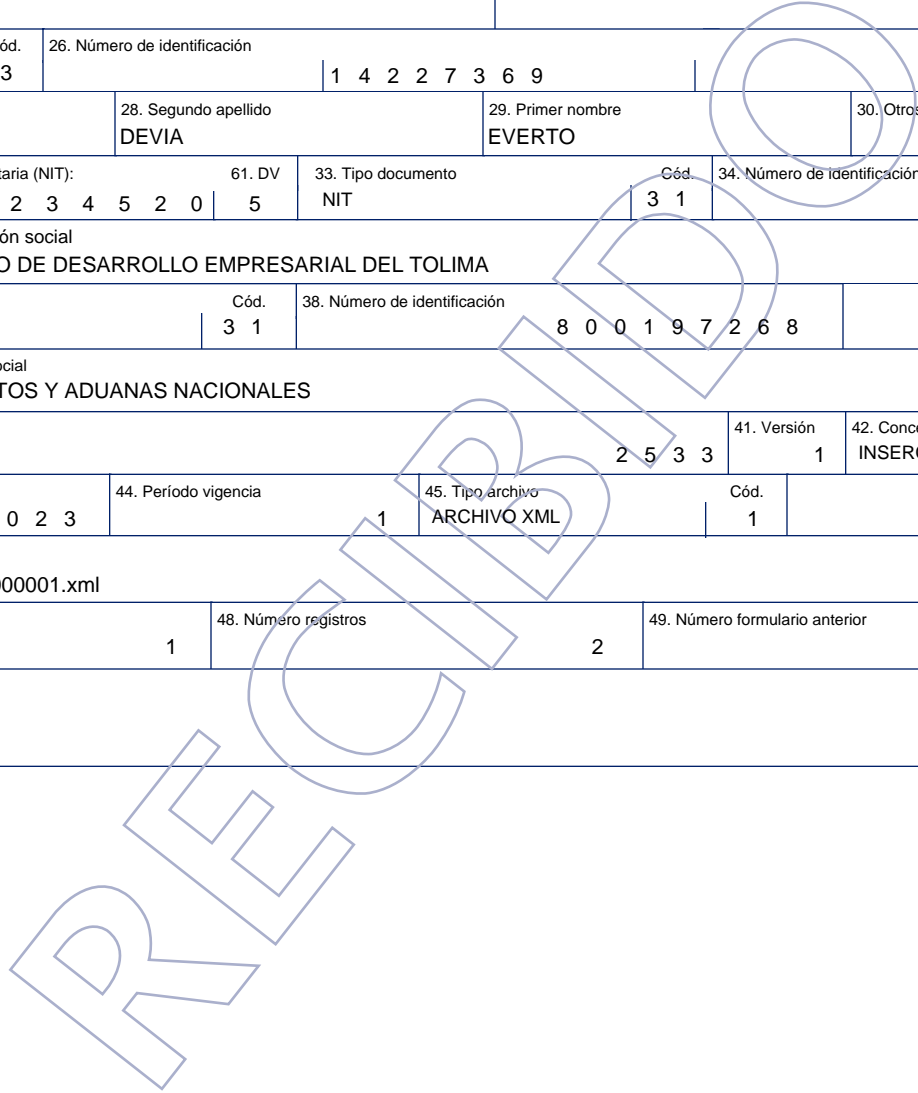 ód. 26. Número de identificación
3 1 4 2 2 7 3 6 9
28. Segundo apellido 29. Primer nombre 30. Otros
DEVIA EVERTO
taria (NIT): 61. DV 33. Tipo documento Cód. 34. Número de identificación
2 3 4 5 2 0 5 NIT 3 1
ón social
O DE DESARROLLO EMPRESARIAL DEL TOLIMA
Cód. 38. Número de identificación
3 1 8 0 0 1 9 7 2 6 8
ocial
TOS Y ADUANAS NACIONALES
41. Versión 42. Conce
2 5 3 3 1 INSERC
44. Período vigencia 45. Tipo archivo Cód.
0 2 3 1 ARCHIVO XML 1
000001.xml
48. Número registros 49. Número formulario anterior
1 2
RECIBIDO